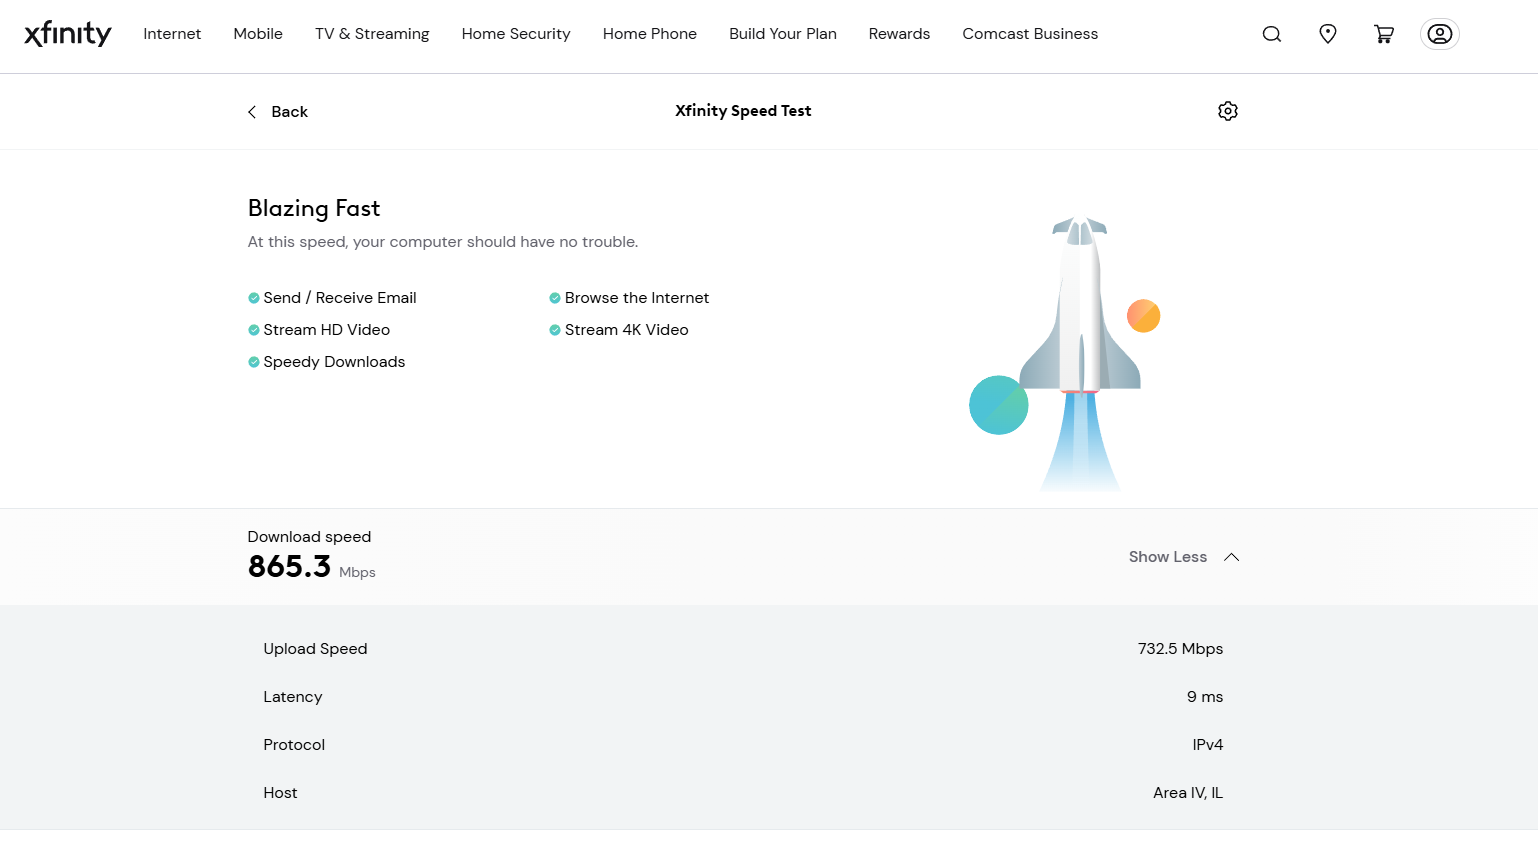 xfinity Internet Mobile TV & Streaming Home Security Home Phone Build Your Plan Rewards Comcast Business
Back Xfinity Speed Test
Blazing Fast
At this speed, your computer should have no trouble.
Send / Receive Email Browse the Internet
Stream HD Video Stream 4K Video
Speedy Downloads
Download speed
865.3 Mbps
Show Less
Upload Speed 732.5 Mbps
Latency 9 ms
Protocol IPv4
Host Area IV, IL